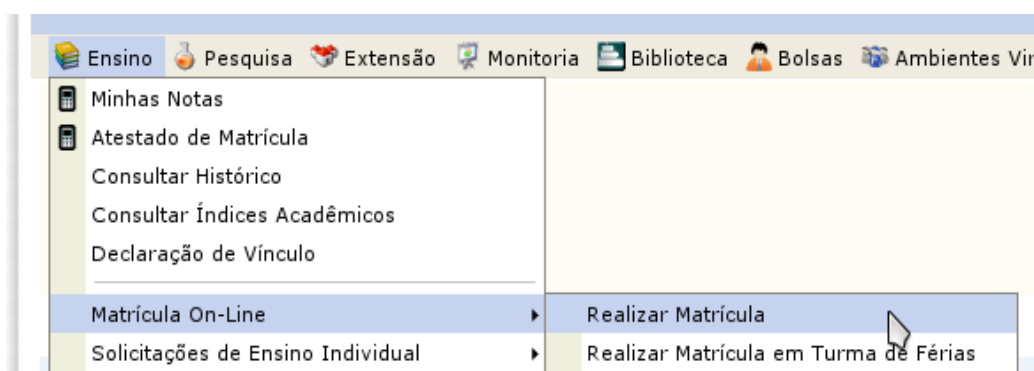 Ensino Pesquisa Extensão Monitoria Biblioteca Bolsas Ambientes
Minhas Notas
Atestado de Matrícula
Consultar Histórico
Consultar Índices Acadêmicos
Declaração de Vínculo
Matrícula On-Line
Realizar Matrícula
Solicitações de Ensino Individual
Realizar Matrícula em Turma de Férias